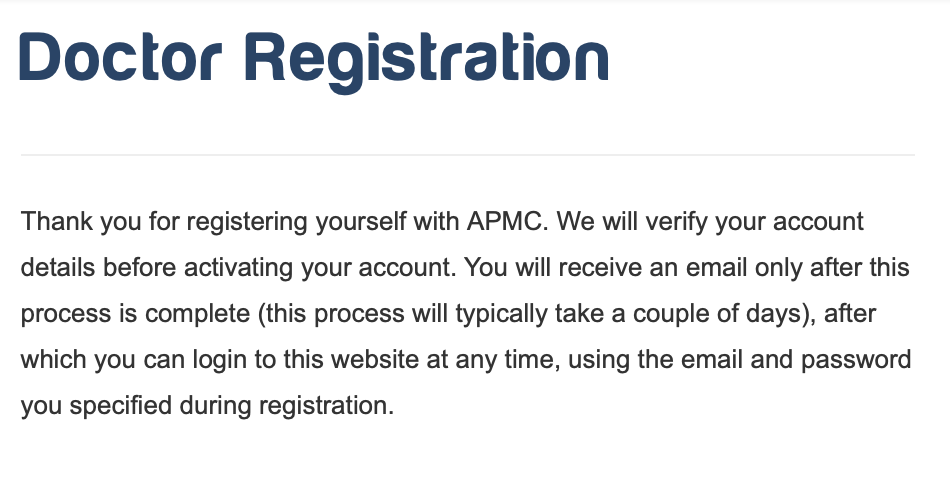 Doctor Registration
Thank you for registering yourself with APMC. We will verify your account
details before activating your account. You will receive an email only after this
process is complete (this process will typically take a couple of days), after
which you can login to this website at any time, using the email and password
you specified during registration.